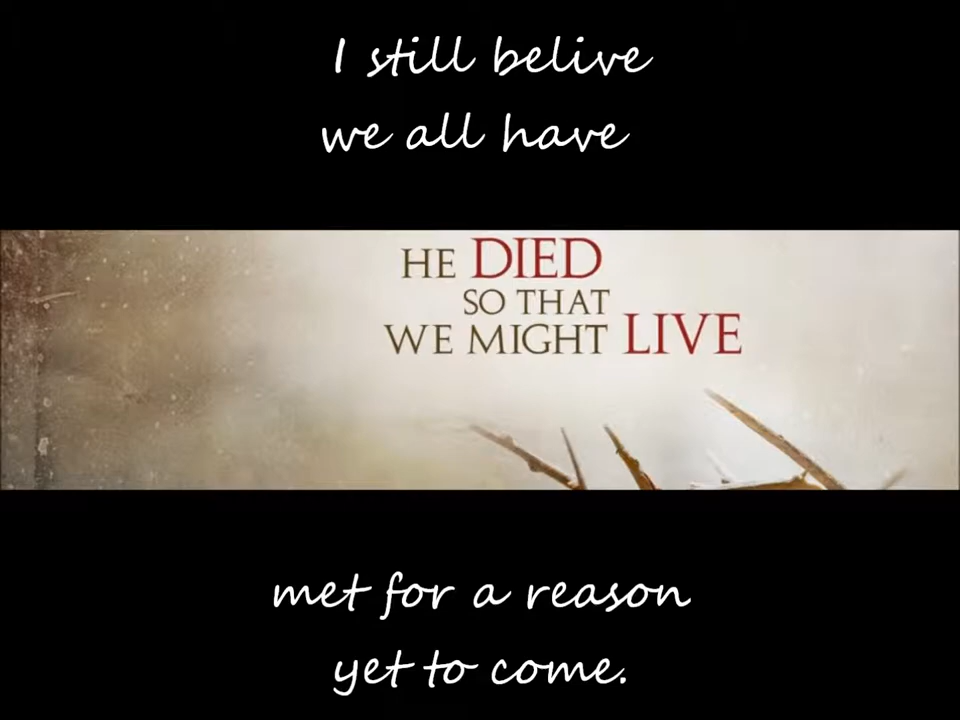 I still belive
we all have
HE DIED
SO THAT
WE MIGHT LIVE
met for a reason
yet to come.